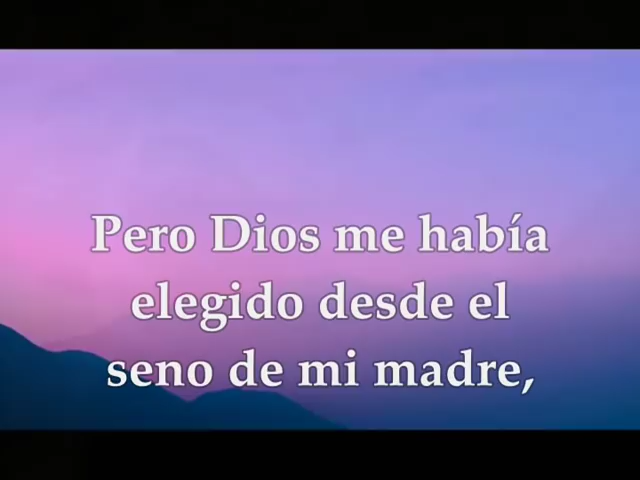 Pero Dios me había
elegido desde el
seno de mi madre,